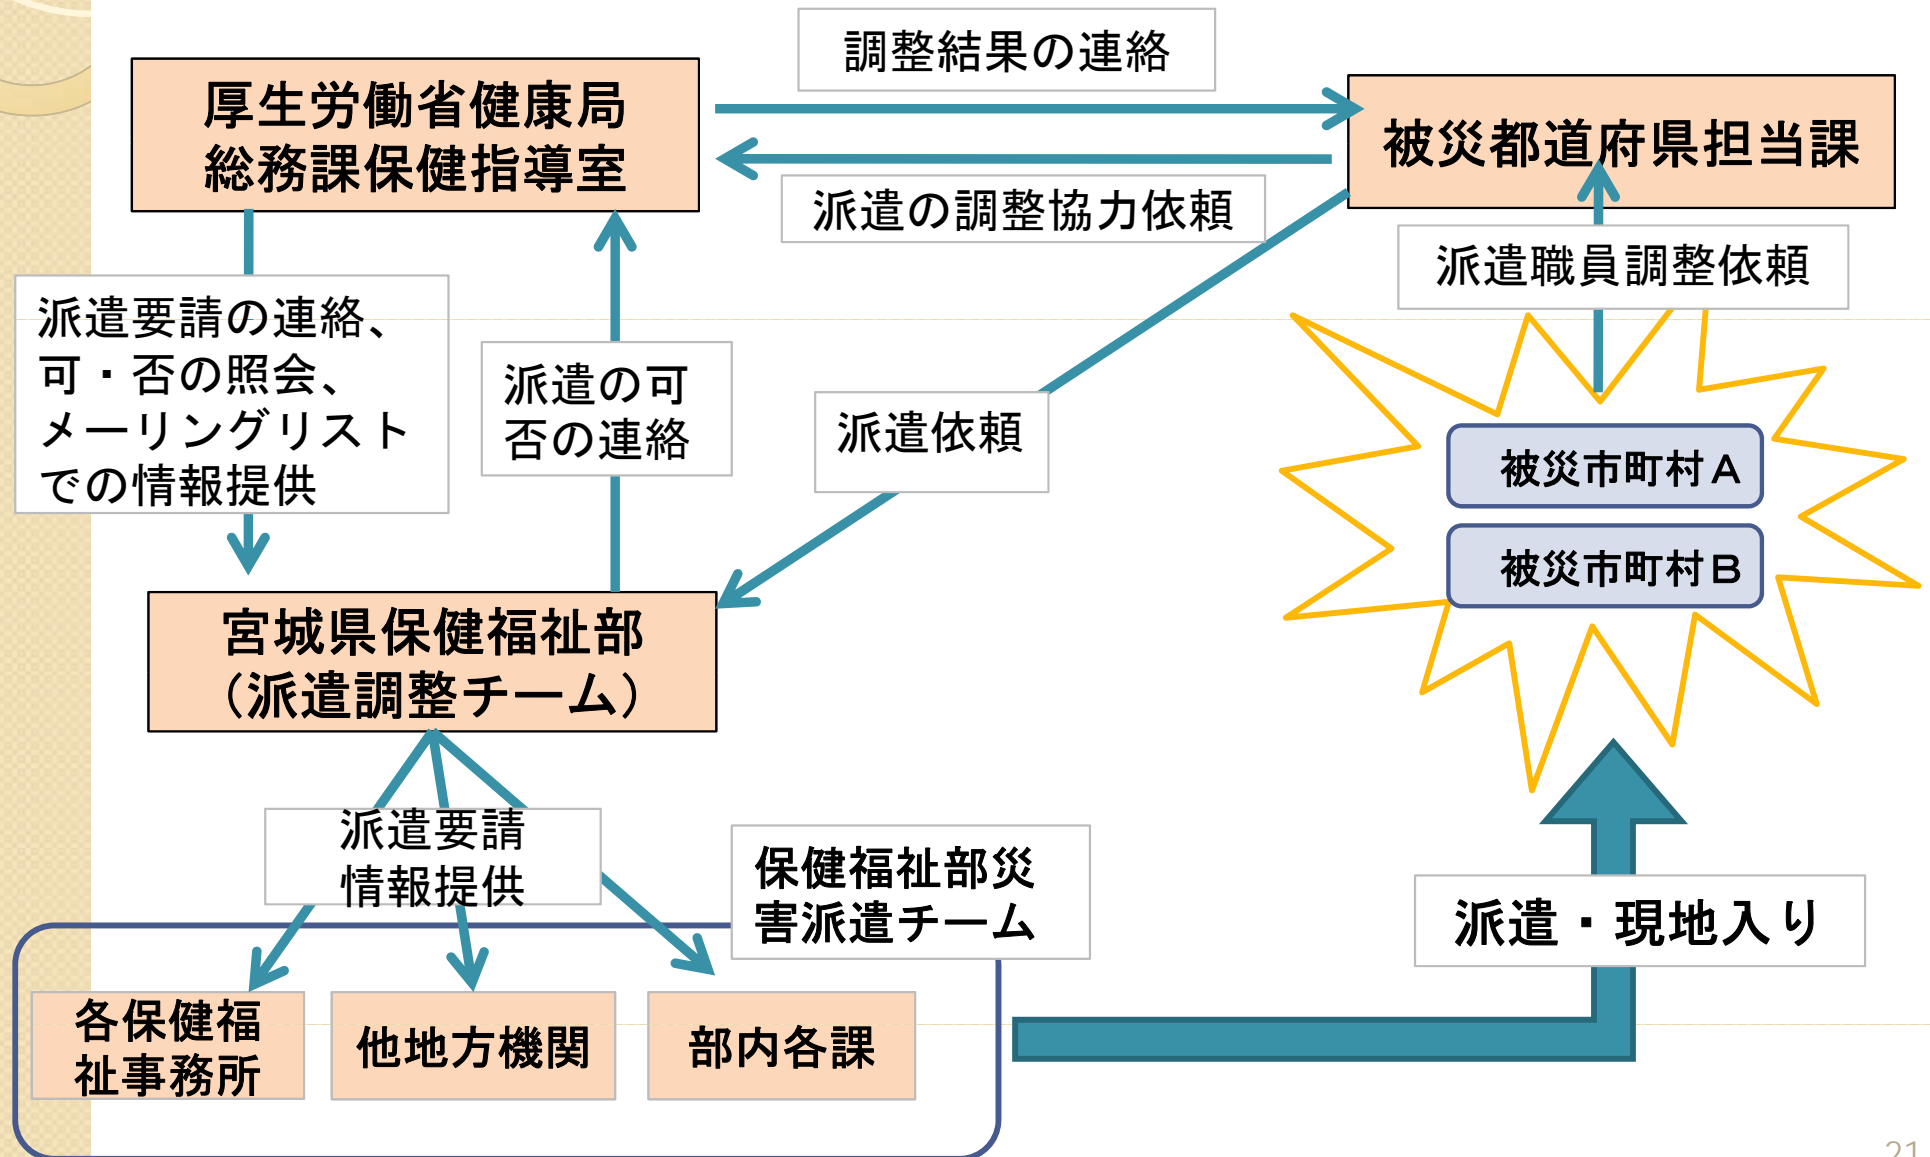 調整結果の連絡
厚生労働省健康局
総務課保健指導室
被災都道府県担当課
派遣の調整協力依頼
派遣職員調整依頼
派遣要請の連絡、
可・否の照会、
メーリングリスト
での情報提供
派遣の可
否の連絡
派遣依頼
被災市町村A
被災市町村B
宮城県保健福祉部
（派遣調整チーム）
派遣要請
情報提供
保健福祉部災
害派遣チーム
派遣・現地入り
各保健福
祉事務所
他地方機関
部内各課
21